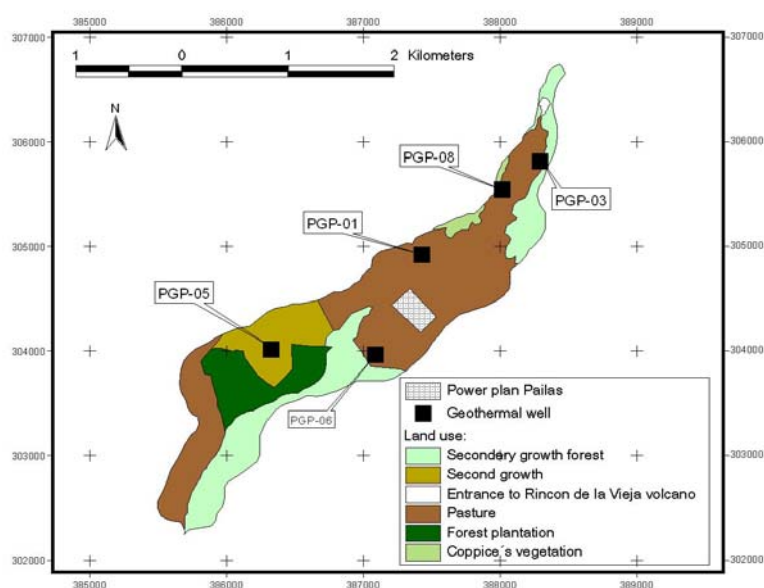 385000 386000 387000 388000 389000
307000 307000
1 0 1 2 Kilometers
N
306000 306000
PGP-08
PGP-03
PGP-01
305000 305000
PGP-05
304000 304000
PGP-06
Power plan Pailas
Geothermal well
Land use:
Secondéry growth forest
Second growth
Entrance to Rincon de la Vieja volcano
Pasture
Forest plantation
Coppice´s vegetation
303000 303000
302000 302000
385000 386000 387000 388000 389000